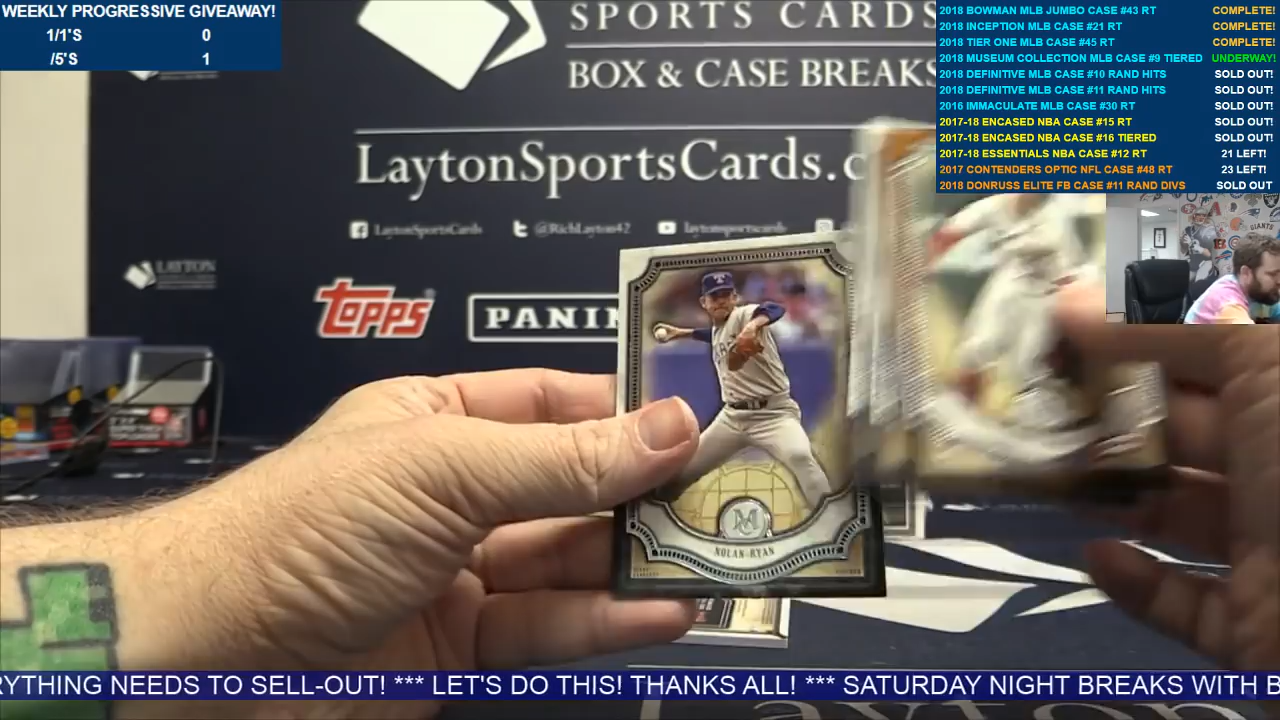 WEEKLY PROGRESSIVE GIVEAWAY!
1/1'S 0
/5'S 1
SPORTS CARDS
BOX & CASE BREAKS
LaytonSportsCards.c
LaytonSportsCards @RichLayton42 laytonsportscards
LAYTON
TOPPS PANIN
2018 BOWMAN MLB JUMBO CASE #43 RT COMPLETE!
2018 INCEPTION MLB CASE #21 RT COMPLETE!
2018 TIER ONE MLB CASE #45 RT COMPLETE!
2018 MUSEUM COLLECTION MLB CASE #9 TIERED UNDERWAY!
2018 DEFINITIVE MLB CASE #10 RAND HITS SOLD OUT!
2018 DEFINITIVE MLB CASE #11 RAND HITS SOLD OUT!
2016 IMMACULATE MLB CASE #30 RT SOLD OUT!
2017-18 ENCASED NBA CASE #15 RT SOLD OUT!
2017-18 ENCASED NBA CASE #16 TIERED SOLD OUT!
2017-18 ESSENTIALS NBA CASE #12 RT 21 LEFT!
2017 CONTENDERS OPTIC NFL CASE #48 RT 23 LEFT!
2018 DONRUSS ELITE FB CASE #11 RAND DIVS SOLD OUT
GIANTS
M
NOLAN RYAN
RYTHING NEEDS TO SELL-OUT! *** LET'S DO THIS! THANKS ALL! *** SATURDAY NIGHT BREAKS WITH B